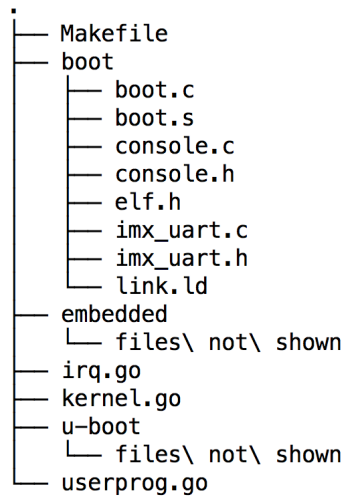 .
├── Makefile
├── boot
│   ├── boot.c
│   ├── boot.s
│   ├── console.c
│   ├── console.h
│   ├── elf.h
│   ├── imx_uart.c
│   ├── imx_uart.h
│   └── link.ld
├── embedded
│   └── files\ not\ shown
├── irq.go
├── kernel.go
├── u-boot
│   └── files\ not\ shown
└── userprog.go